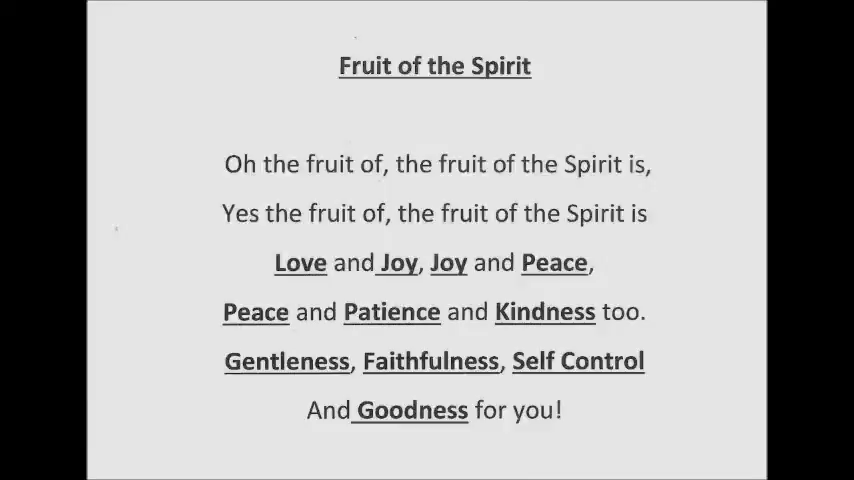 Fruit of the Spirit
Oh the fruit of, the fruit of the Spirit is,
Yes the fruit of, the fruit of the Spirit is
Love and Joy, Joy and Peace,
Peace and Patience and Kindness too.
Gentleness, Faithfulness, Self Control
And Goodness for you!